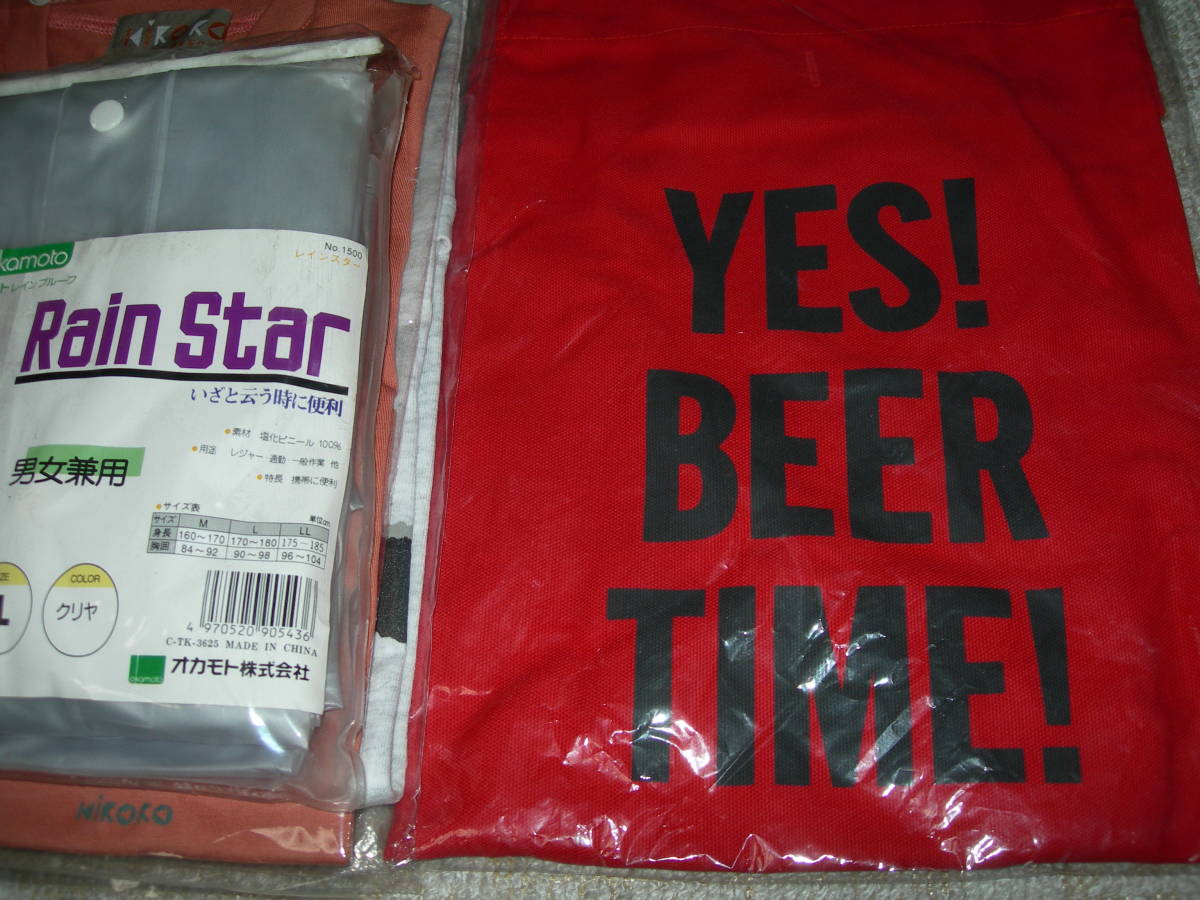 KiROKO
kamoto
No.1500
レインスター
レインプルーフ
Rain Star
いざと云う時に便利
●素材 塩化ビニール 100%
●用途 レジャー・通勤・一般作業 他
●特長 携帯に便利
男女兼用
●サイズ表
単位cm
サイズ M L LL
身長 160～170 170～180 175～185
胸囲 84～92 90～98 96～104
COLOR
クリヤ
4 970520 905436
C-TK-3625 MADE IN CHINA
okamoto
オカモト株式会社
KiROKO
YES!
BEER
TIME!